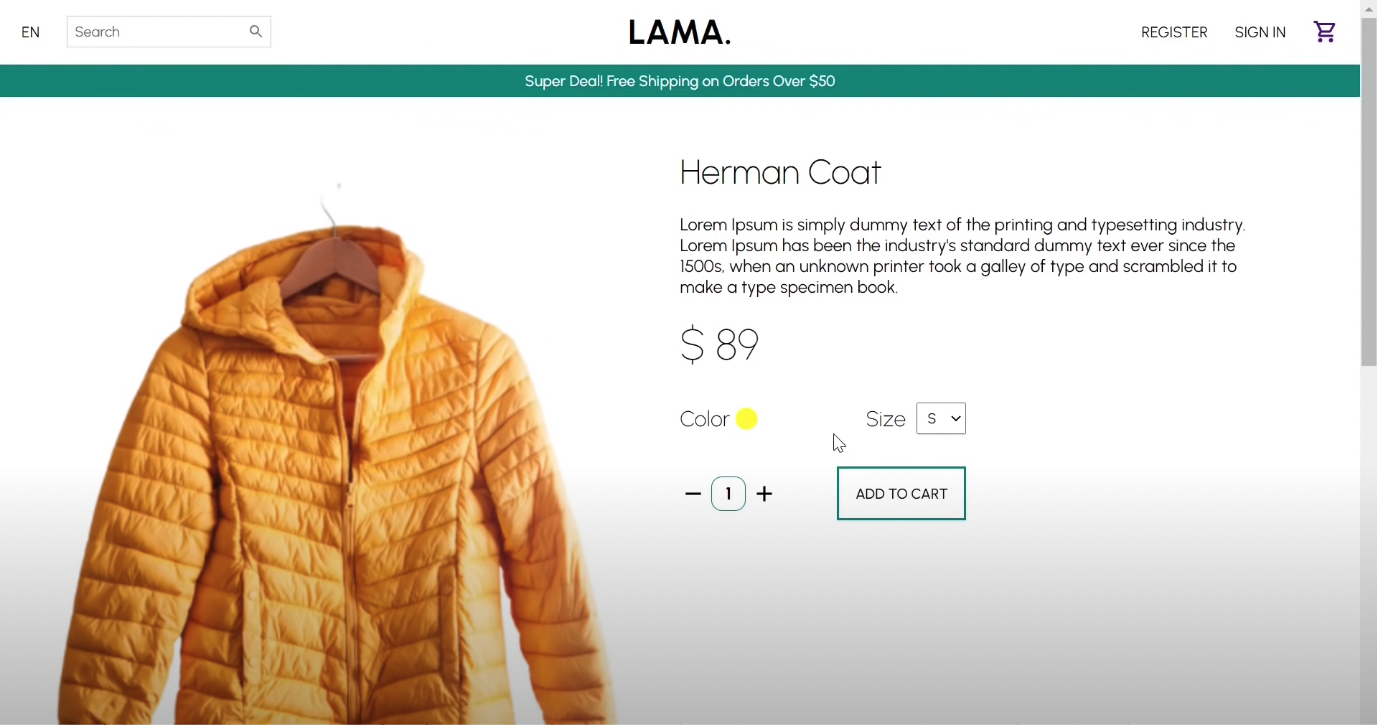 EN
Search
LAMA.
REGISTER
SIGN IN
Super Deal! Free Shipping on Orders Over $50
Herman Coat
Lorem Ipsum is simply dummy text of the printing and typesetting industry.
Lorem Ipsum has been the industry's standard dummy text ever since the
1500s, when an unknown printer took a galley of type and scrambled it to
make a type specimen book.
$ 89
Color
Size
S
1
ADD TO CART